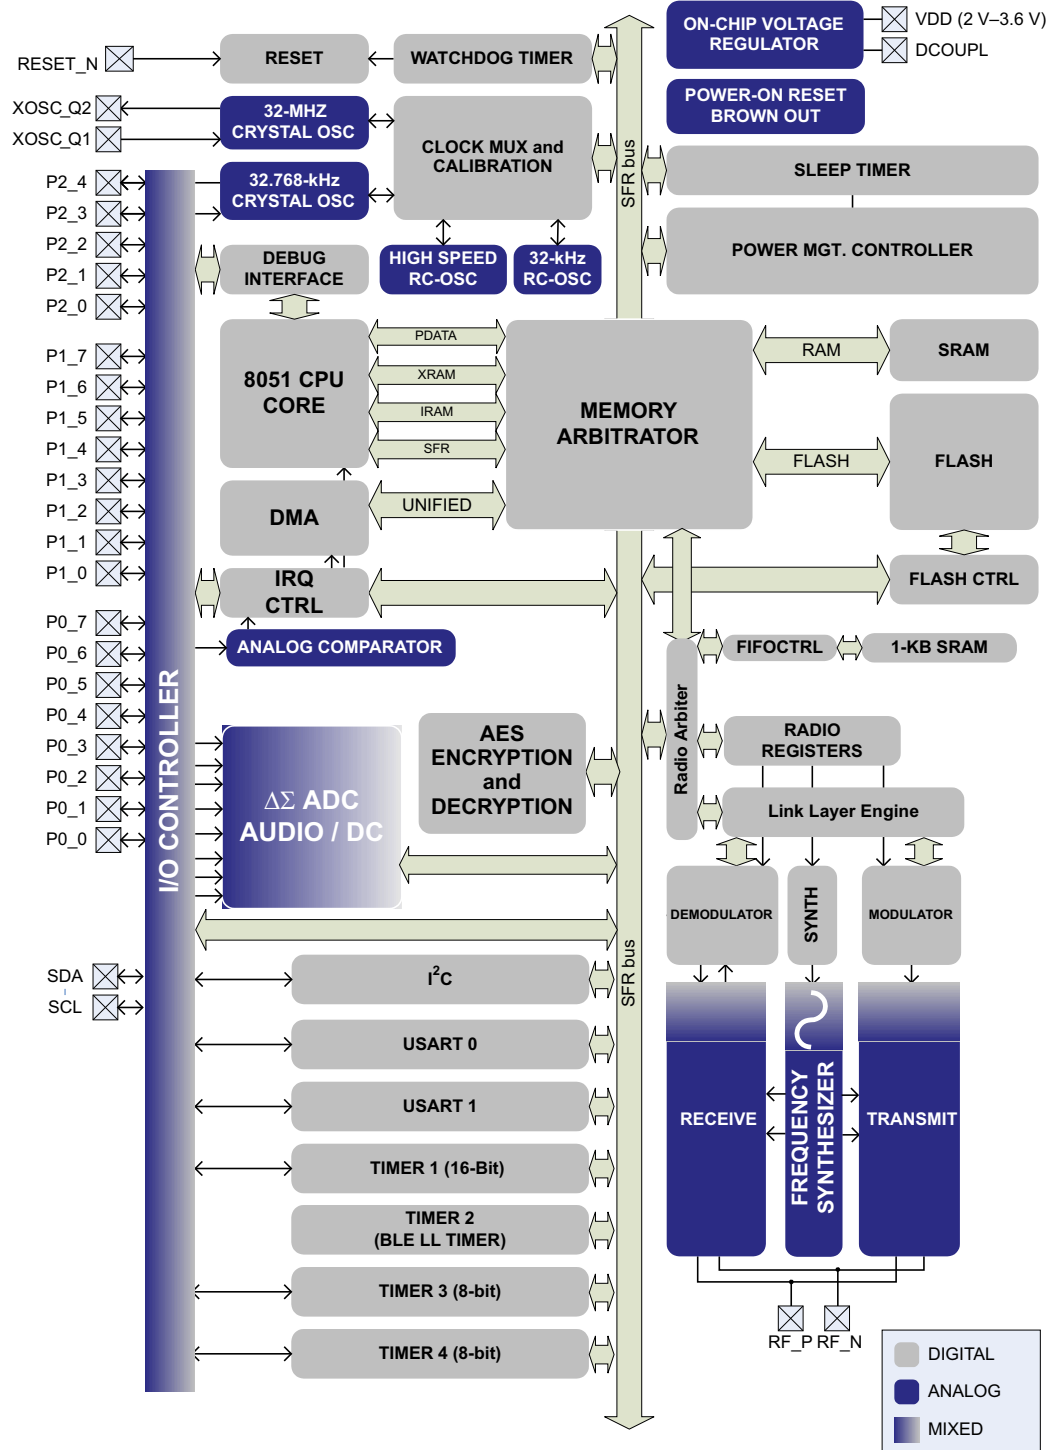 ON-CHIP VOLTAGE
REGULATOR
VDD (2 V–3.6 V)
DCOUPL
RESET_N
RESET
WATCHDOG TIMER
POWER-ON RESET
BROWN OUT
XOSC_Q2
XOSC_Q1
32-MHZ
CRYSTAL OSC
CLOCK MUX and
CALIBRATION
SFR bus
SLEEP TIMER
32.768-kHz
CRYSTAL OSC
POWER MGT. CONTROLLER
HIGH SPEED
RC-OSC
32-kHz
RC-OSC
DEBUG
INTERFACE
P2_4
P2_3
P2_2
P2_1
P2_0
P1_7
P1_6
P1_5
P1_4
P1_3
P1_2
P1_1
P1_0
P0_7
P0_6
P0_5
P0_4
P0_3
P0_2
P0_1
P0_0
I/O CONTROLLER
8051 CPU
CORE
PDATA
XRAM
IRAM
SFR
MEMORY
ARBITRATOR
RAM
SRAM
FLASH
FLASH
DMA
UNIFIED
IRQ
CTRL
FLASH CTRL
ANALOG COMPARATOR
FIFOCTRL
1-KB SRAM
Radio Arbiter
RADIO
REGISTERS
Link Layer Engine
AES
ENCRYPTION
and
DECRYPTION
ΔΣ ADC
AUDIO / DC
DEMODULATOR
SYNTH
MODULATOR
SDA
SCL
I²C
SFR bus
USART 0
USART 1
TIMER 1 (16-Bit)
TIMER 2
(BLE LL TIMER)
TIMER 3 (8-bit)
TIMER 4 (8-bit)
RECEIVE
FREQUENCY
SYNTHESIZER
TRANSMIT
RF_P
RF_N
DIGITAL
ANALOG
MIXED